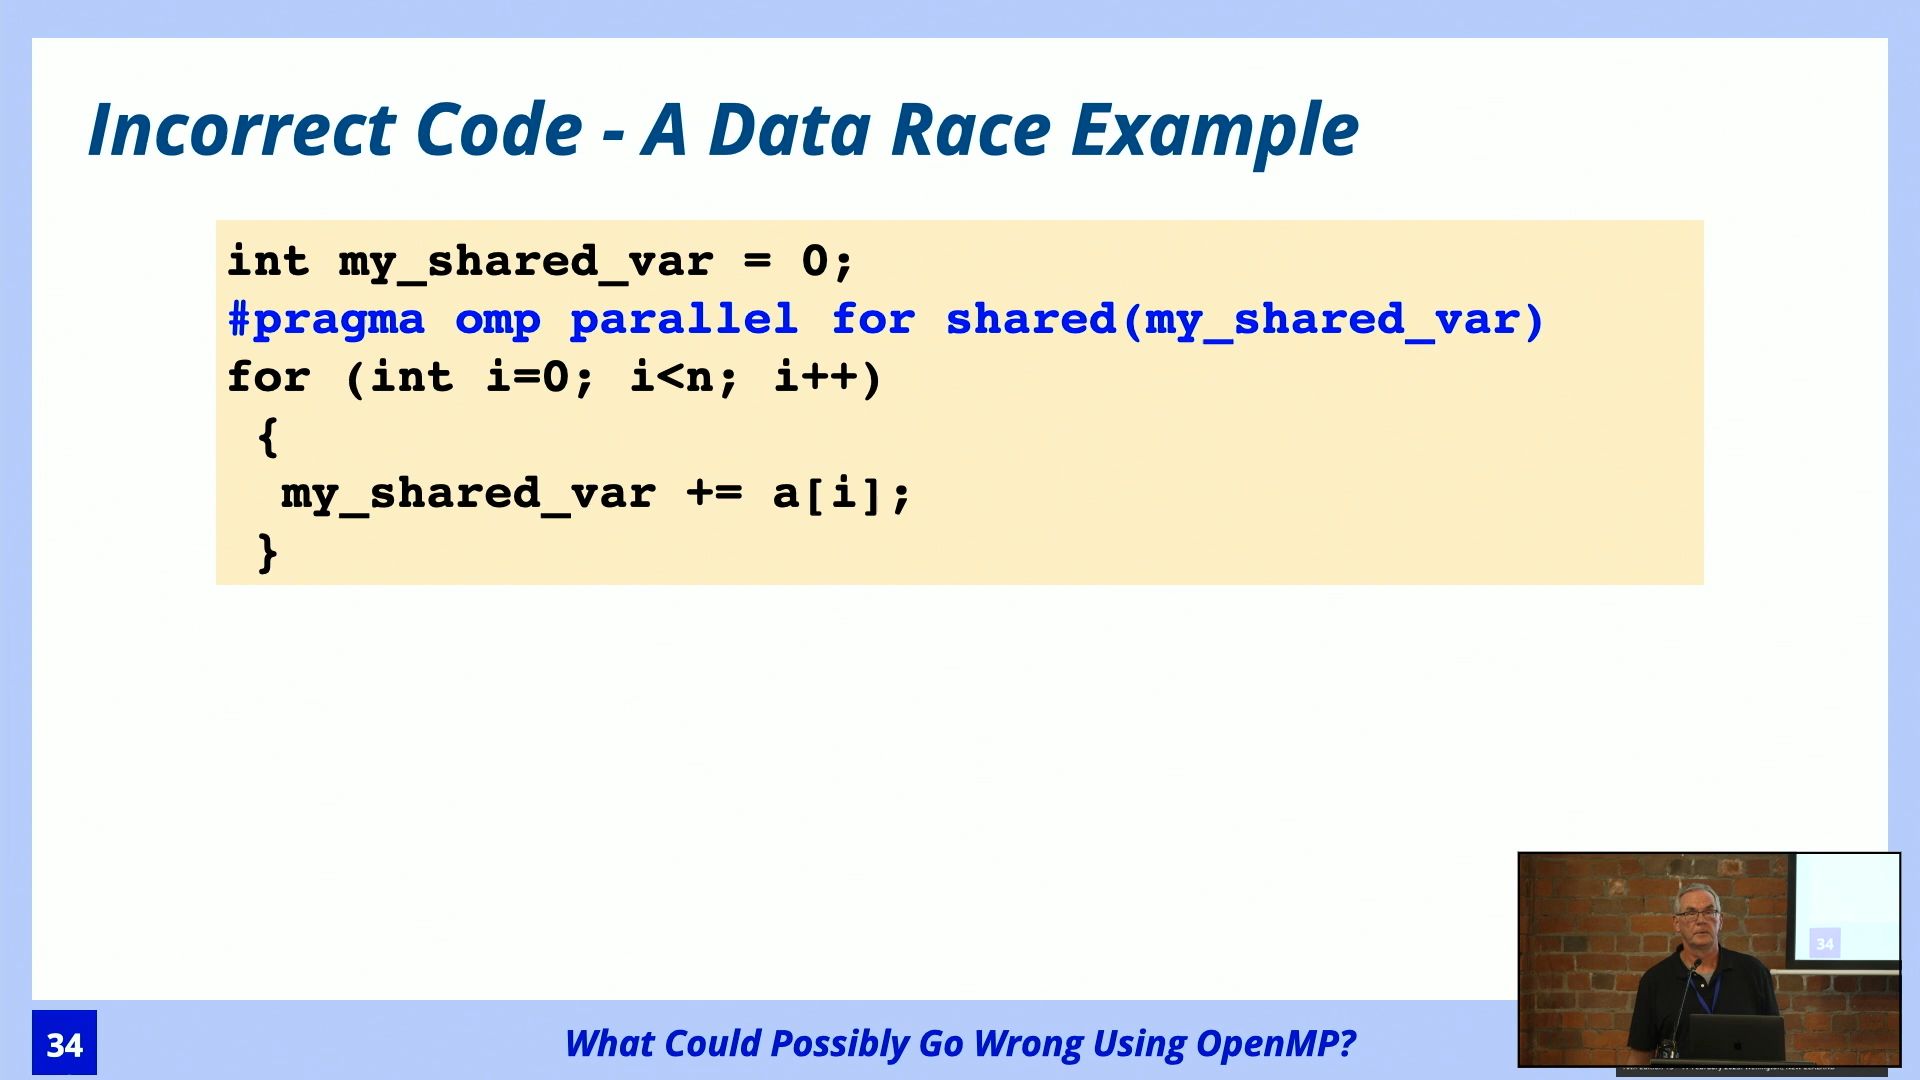 Incorrect Code - A Data Race Example
int my_shared_var = 0;
#pragma omp parallel for shared(my_shared_var)
for (int i=0; i<n; i++)
{
my_shared_var += a[i];
}
34
34
What Could Possibly Go Wrong Using OpenMP?